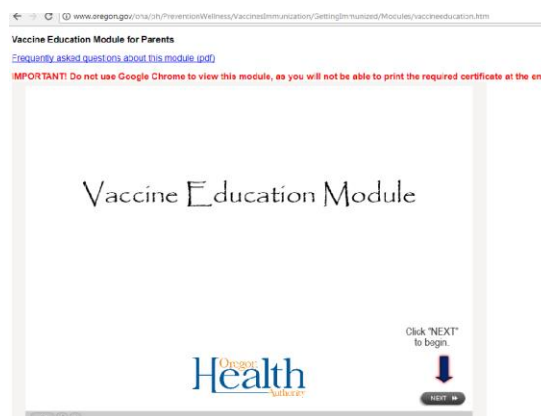 www.oregon.gov/oha/ph/PreventionWellness/VaccinesImmunization/GettingImmunized/Modules/vaccineeducation.htm
Vaccine Education Module for Parents
Frequently asked questions about this module (pdf)
IMPORTANT! Do not use Google Chrome to view this module, as you will not be able to print the required certificate at the en
Vaccine Education Module
Click "NEXT"
to begin.
Oregon
Health
Authority
NEXT